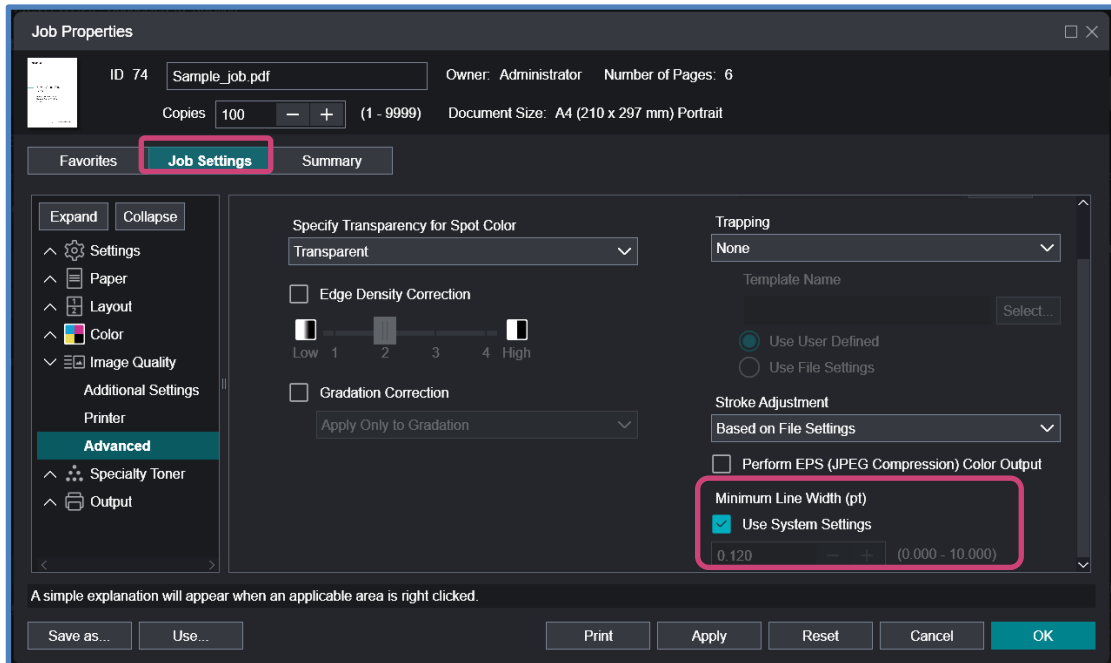 Job Properties
ID 74 Sample_job.pdf Owner: Administrator Number of Pages: 6
Copies 100 (1 - 9999) Document Size: A4 (210 x 297 mm) Portrait
Favorites Job Settings Summary
Expand Collapse
Settings
Paper
Layout
Color
Image Quality
Additional Settings
Printer
Advanced
Specialty Toner
Output
Specify Transparency for Spot Color
Transparent
Edge Density Correction
Low 1 2 3 4 High
Gradation Correction
Apply Only to Gradation
Trapping
None
Template Name
Select...
Use User Defined
Use File Settings
Stroke Adjustment
Based on File Settings
Perform EPS (JPEG Compression) Color Output
Minimum Line Width (pt)
Use System Settings
0.120 (0.000 - 10.000)
A simple explanation will appear when an applicable area is right clicked.
Save as... Use... Print Apply Reset Cancel OK